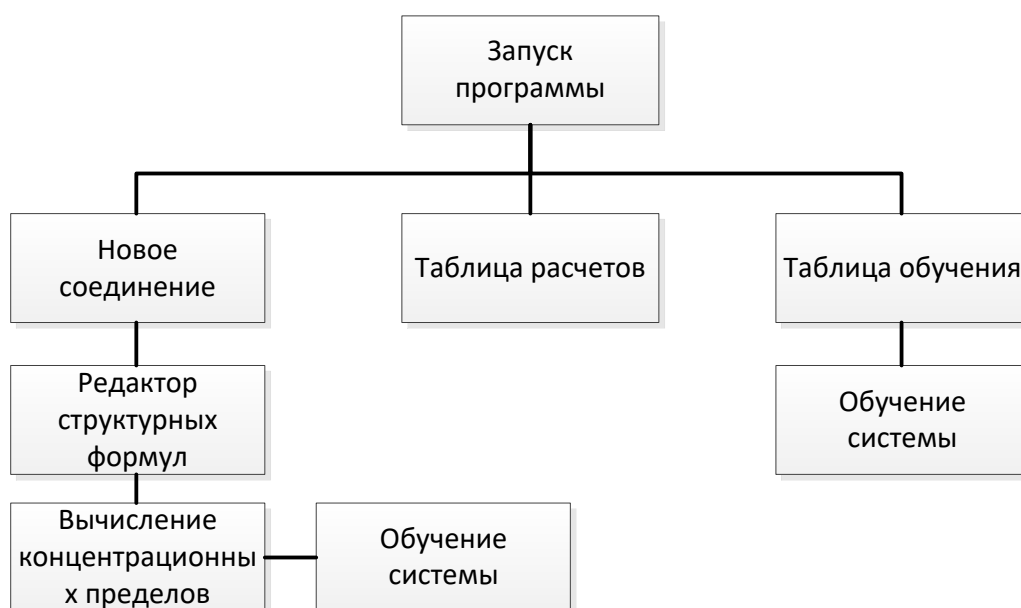 Запуск
программы
Новое
соединение
Таблица расчетов
Таблица обучения
Редактор
структурных
формул
Обучение
системы
Вычисление
концентрационны
х пределов
Обучение
системы